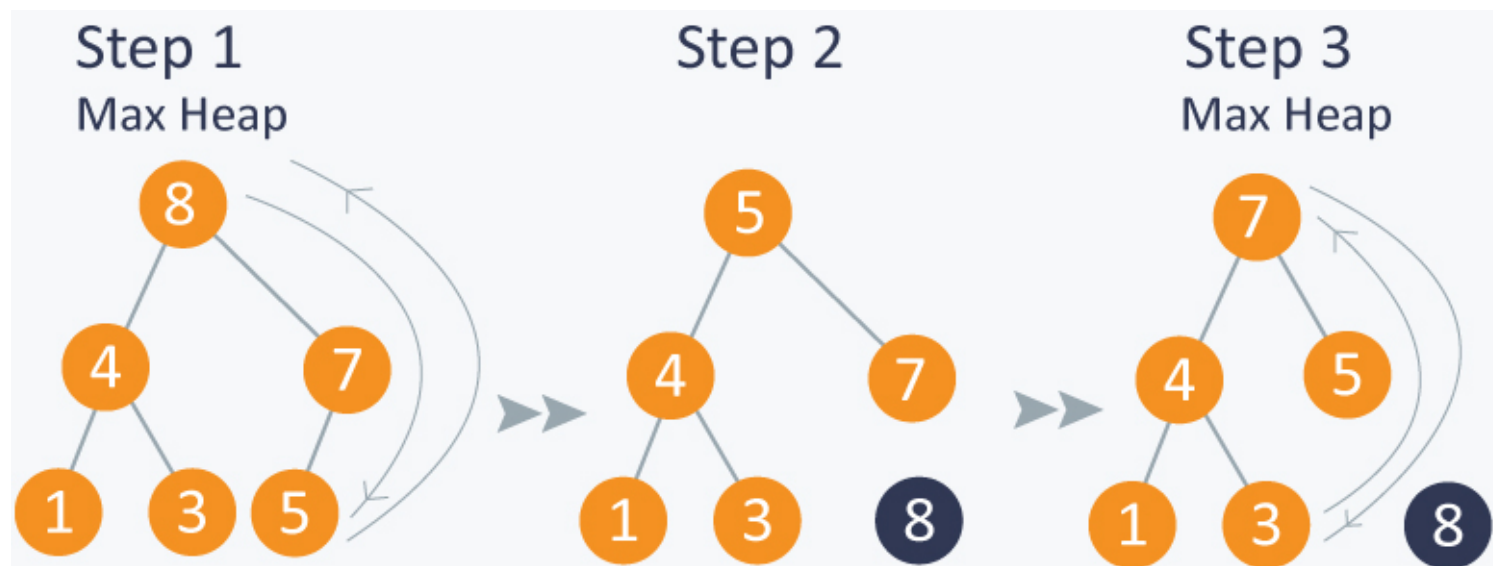 Step 1
Max Heap
8
4 7
1 3 5
Step 2
5
4 7
1 3 8
Step 3
Max Heap
7
4 5
1 3 8